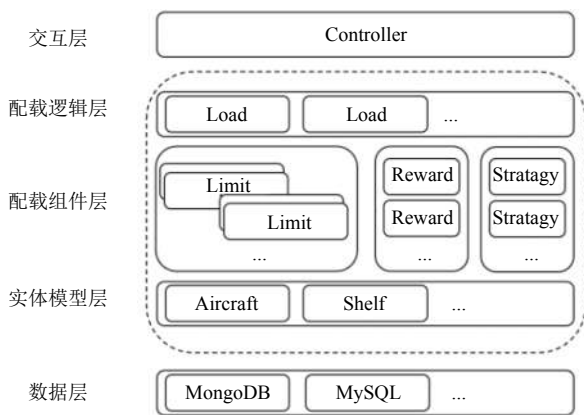 交互层
Controller
配载逻辑层
Load Load ...
配载组件层
Limit
Limit
...
Reward
Reward
...
Stratagy
Stratagy
...
实体模型层
Aircraft Shelf ...
数据层
MongoDB MySQL ...